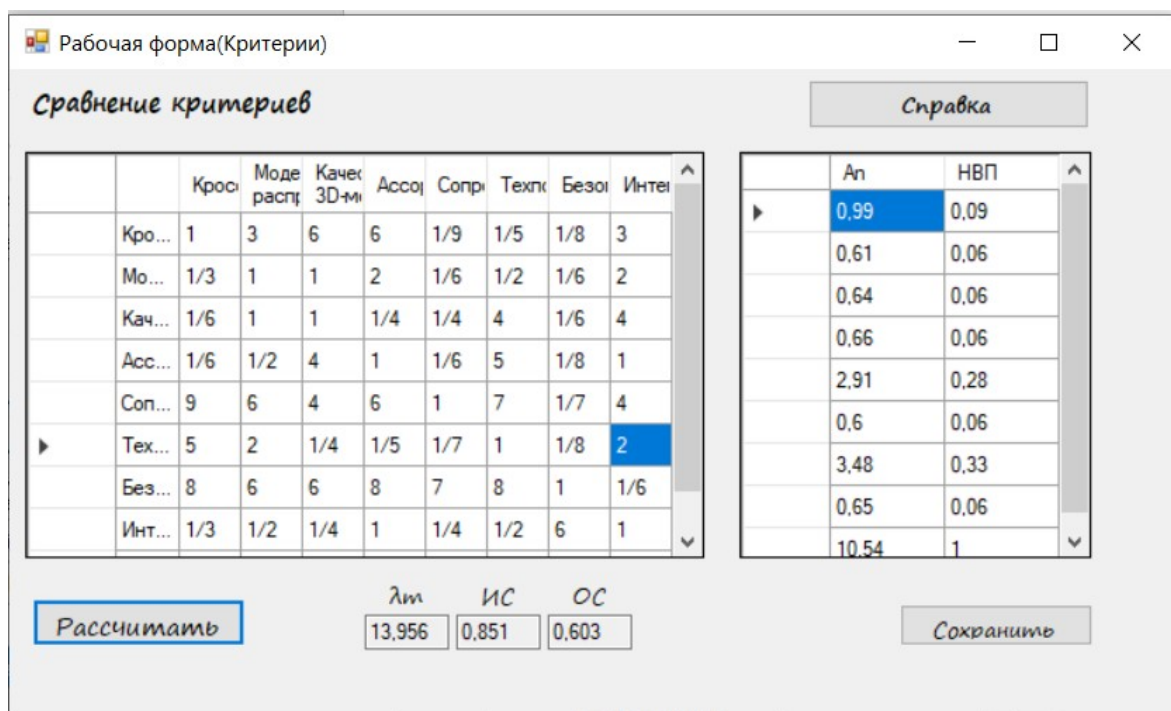 Рабочая форма(Критерии)
Сравнение критериев
Справка
Кросс Моде распр Качес 3D-мо Ассор Сопр Техпо Безоп Интер
Кро... 1 3 6 6 1/9 1/5 1/8 3
Мо... 1/3 1 1 2 1/6 1/2 1/6 2
Кач... 1/6 1 1 1/4 1/4 4 1/6 4
Асс... 1/6 1/2 4 1 1/6 5 1/8 1
Соп... 9 6 4 6 1 7 1/7 4
Тех... 5 2 1/4 1/5 1/7 1 1/8 2
Без... 8 6 6 8 7 8 1 1/6
Инт... 1/3 1/2 1/4 1 1/4 1/2 6 1
Ап НВП
0,99 0,09
0,61 0,06
0,64 0,06
0,66 0,06
2,91 0,28
0,6 0,06
3,48 0,33
0,65 0,06
10,54 1
λm ИС ОС
Рассчитать 13,956 0,851 0,603
Сохранить